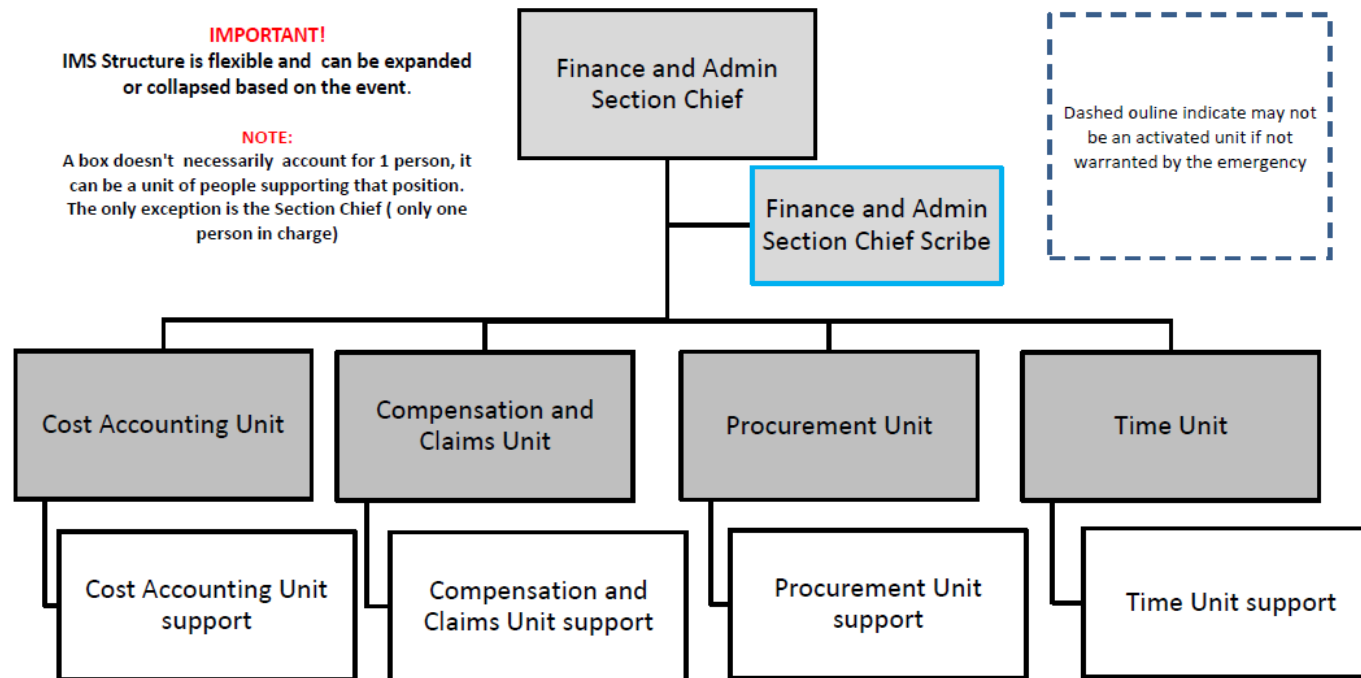 IMPORTANT!
IMS Structure is flexible and can be expanded
or collapsed based on the event.
NOTE:
A box doesn't necessarily account for 1 person, it
can be a unit of people supporting that position.
The only exception is the Section Chief ( only one
person in charge)
Finance and Admin
Section Chief
Dashed ouline indicate may not
be an activated unit if not
warranted by the emergency
Finance and Admin
Section Chief Scribe
Cost Accounting Unit
Compensation and
Claims Unit
Procurement Unit
Time Unit
Cost Accounting Unit
support
Compensation and
Claims Unit support
Procurement Unit
support
Time Unit support